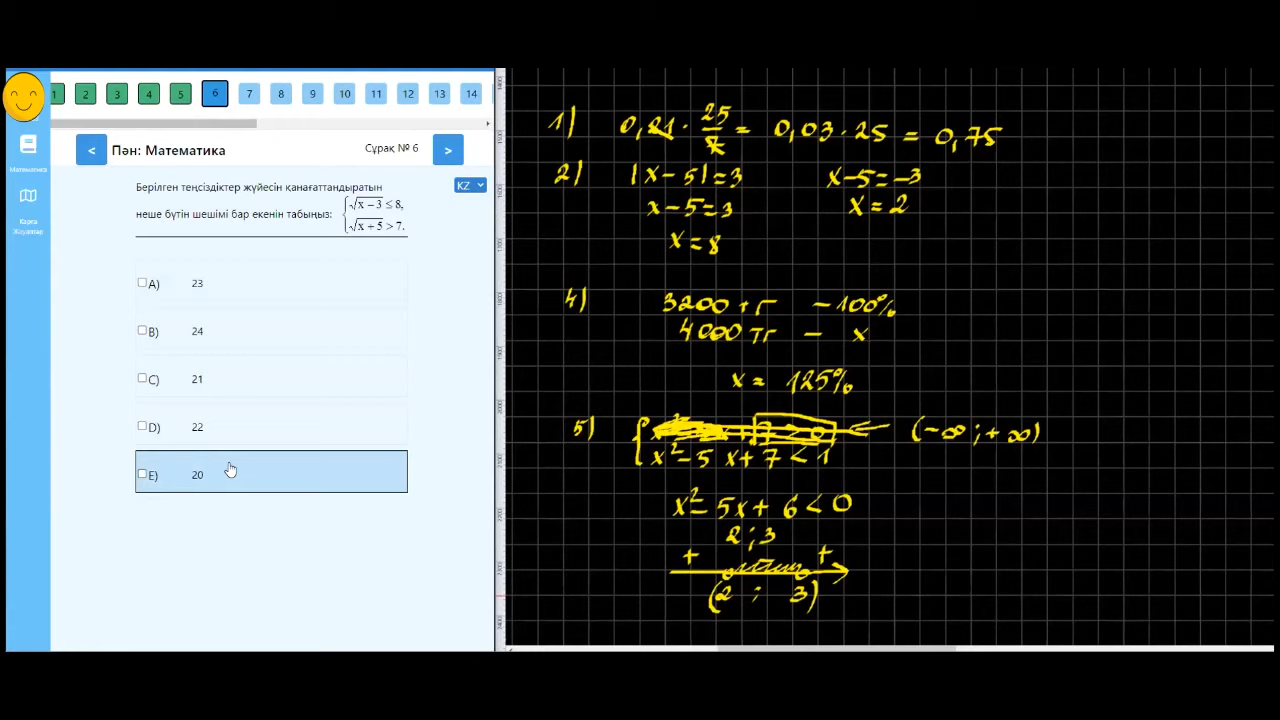 1 2 3 4 5 6 7 8 9 10 11 12 13 14
< Пән: Математика Сұрақ № 6 >
Математика
Карта
Жауаптар
Берілген теңсіздіктер жүйесін қанағаттандыратын KZ
неше бүтін шешімі бар екенін табыңыз: {√x − 3 ≤ 8,
√x + 5 > 7.
A) 23
B) 24
C) 21
D) 22
E) 20
1) 0,21 · 25/7 = 0,03 · 25 = 0,75
2) |x − 5| = 3 x−5=−3
x − 5 = 3 x = 2
x = 8
4) 3200 тг − 100%
4000 тг − x
x = 125%
5) (−∞ ; +∞)
x² − 5x + 7 < 1
x² − 5x + 6 < 0
2 ; 3
+ +
(2 ; 3)